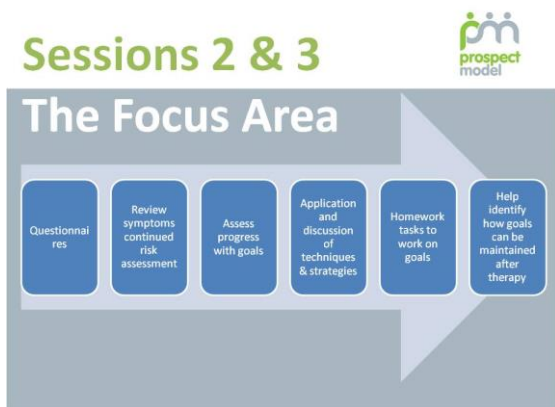 Sessions 2 & 3
prospect
model
The Focus Area
Questionnai
res
Review
symptoms
continued
risk
assessment
Assess
progress
with goals
Application
and
discussion
of
techniques
& strategies
Homework
tasks to
work on
goals
Help
identify
how goals
can be
maintained
after
therapy